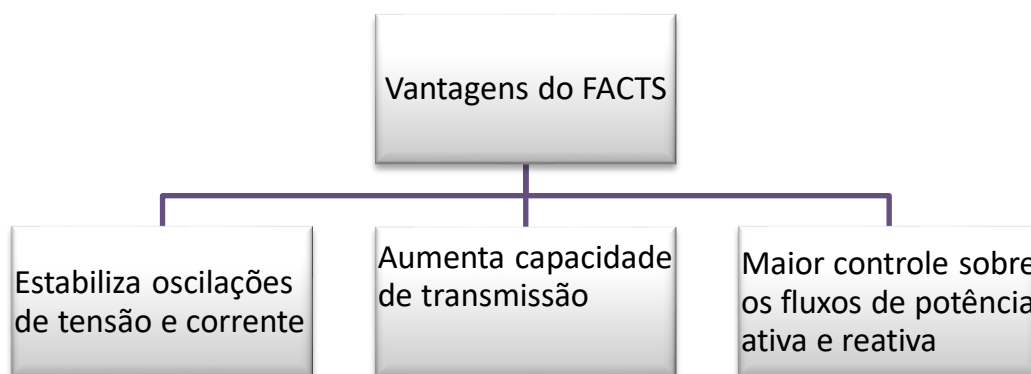 Vantagens do FACTS
Estabiliza oscilações
de tensão e corrente
Aumenta capacidade
de transmissão
Maior controle sobre
os fluxos de potência
ativa e reativa